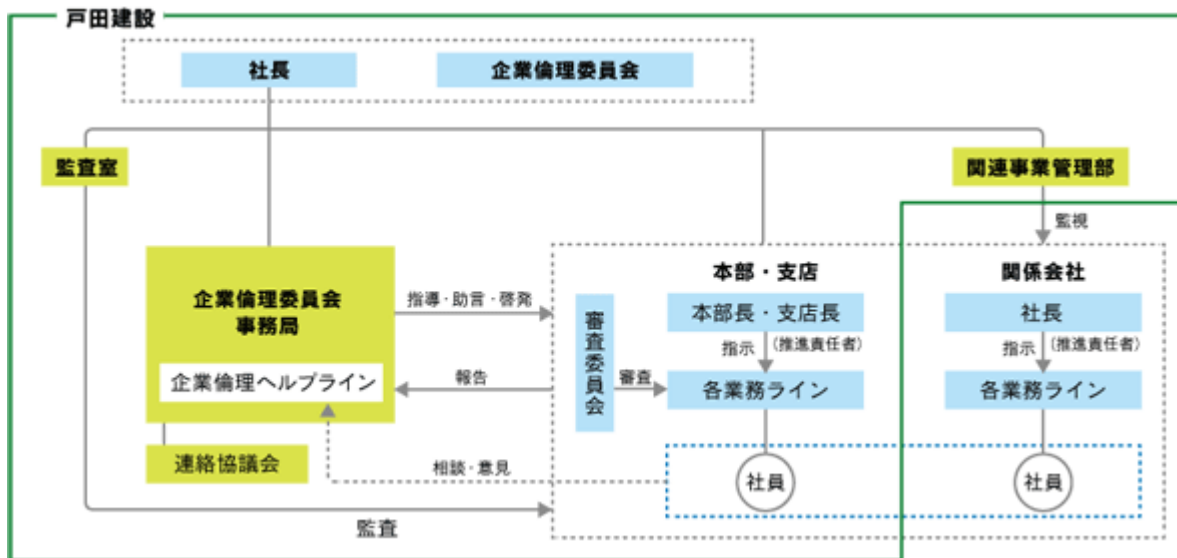 戸田建設
社長
企業倫理委員会
監査室
関連事業管理部
監視
企業倫理委員会
事務局
企業倫理ヘルプライン
連絡協議会
指導・助言・啓発
報告
相談・意見
監査
本部・支店
審査委員会
審査
本部長・支店長
指示
(推進責任者)
各業務ライン
社員
関係会社
社長
指示
(推進責任者)
各業務ライン
社員